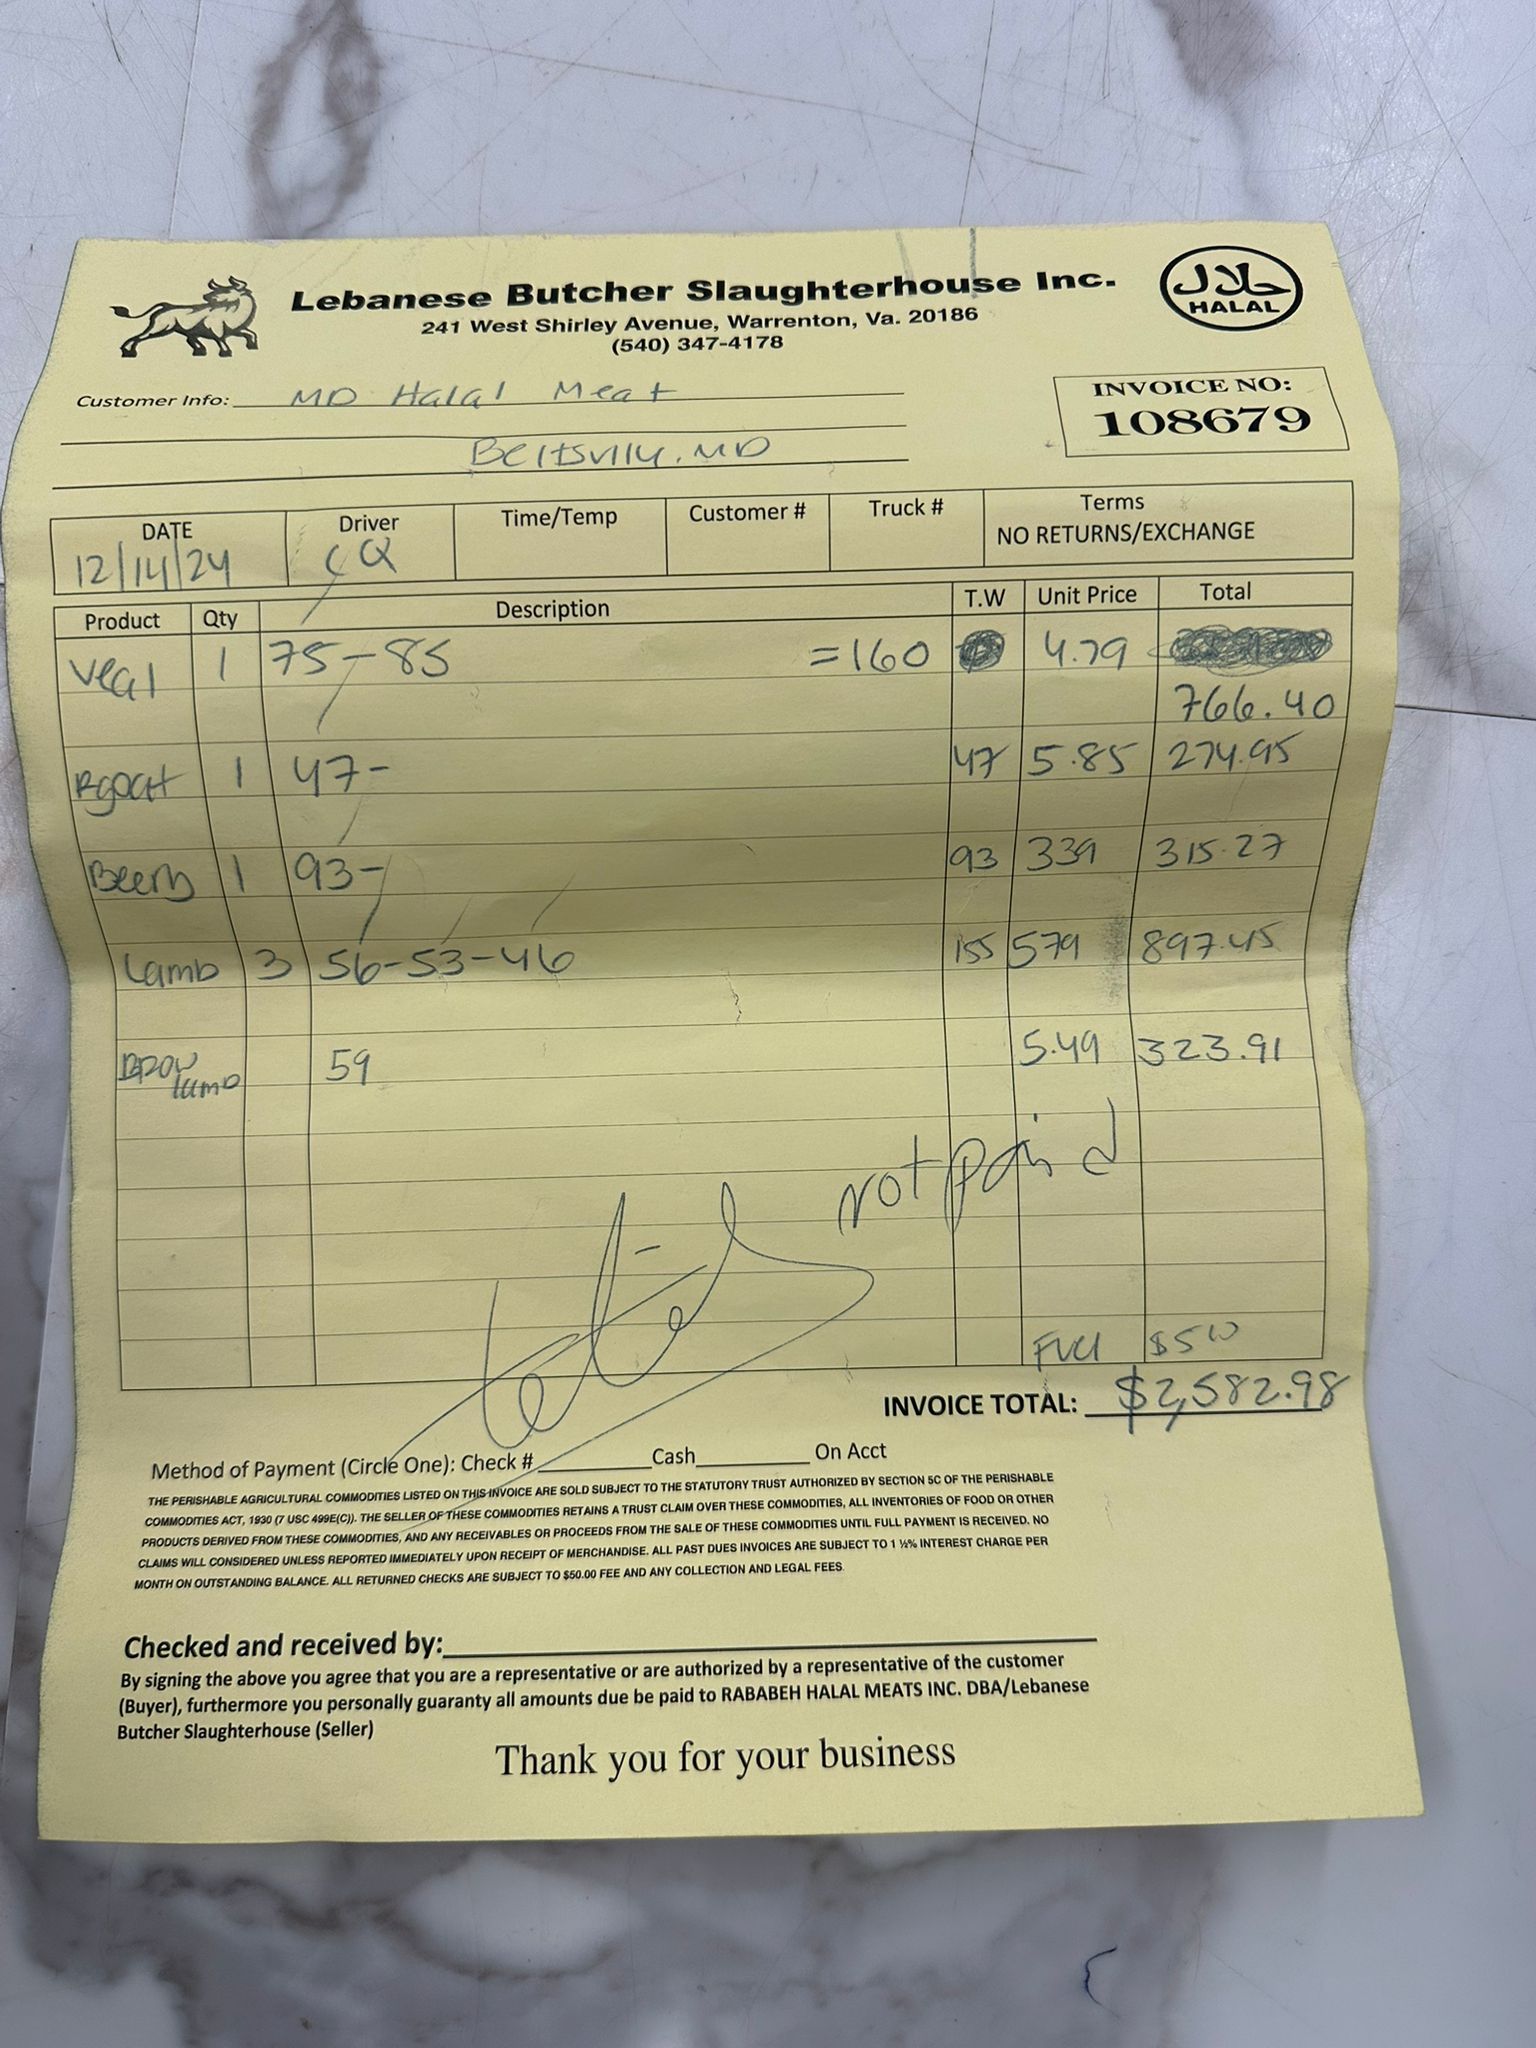 Lebanese Butcher Slaughterhouse Inc.
241 West Shirley Avenue, Warrenton, Va. 20186
(540) 347-4178
حلال
HALAL
Customer Info: MD Halal Meat
INVOICE NO:
108679
MD
DATE Driver Time/Temp Customer # Truck # Terms
12/14/24 CQ NO RETURNS/EXCHANGE
Product Qty Description T.W Unit Price Total
Veal 1 75-85 =160 4.79
766.40
Rgoat 1 47- 47 5.85 274.95
1 93- 93 339 315.27
Lamb 3 56-53-46 155 579 897.45
59 5.49 323.91
lamb
not paid
$5
INVOICE TOTAL: $2,582.98
Method of Payment (Circle One): Check # Cash On Acct
THE PERISHABLE AGRICULTURAL COMMODITIES LISTED ON THIS INVOICE ARE SOLD SUBJECT TO THE STATUTORY TRUST AUTHORIZED BY SECTION 5C OF THE PERISHABLE
COMMODITIES ACT, 1930 (7 USC 499E(C)). THE SELLER OF THESE COMMODITIES RETAINS A TRUST CLAIM OVER THESE COMMODITIES, ALL INVENTORIES OF FOOD OR OTHER
PRODUCTS DERIVED FROM THESE COMMODITIES, AND ANY RECEIVABLES OR PROCEEDS FROM THE SALE OF THESE COMMODITIES UNTIL FULL PAYMENT IS RECEIVED. NO
CLAIMS WILL CONSIDERED UNLESS REPORTED IMMEDIATELY UPON RECEIPT OF MERCHANDISE. ALL PAST DUES INVOICES ARE SUBJECT TO 1 ½% INTEREST CHARGE PER
MONTH ON OUTSTANDING BALANCE. ALL RETURNED CHECKS ARE SUBJECT TO $50.00 FEE AND ANY COLLECTION AND LEGAL FEES.
Checked and received by:
By signing the above you agree that you are a representative or are authorized by a representative of the customer
(Buyer), furthermore you personally guaranty all amounts due be paid to RABABEH HALAL MEATS INC. DBA/Lebanese
Butcher Slaughterhouse (Seller)
Thank you for your business